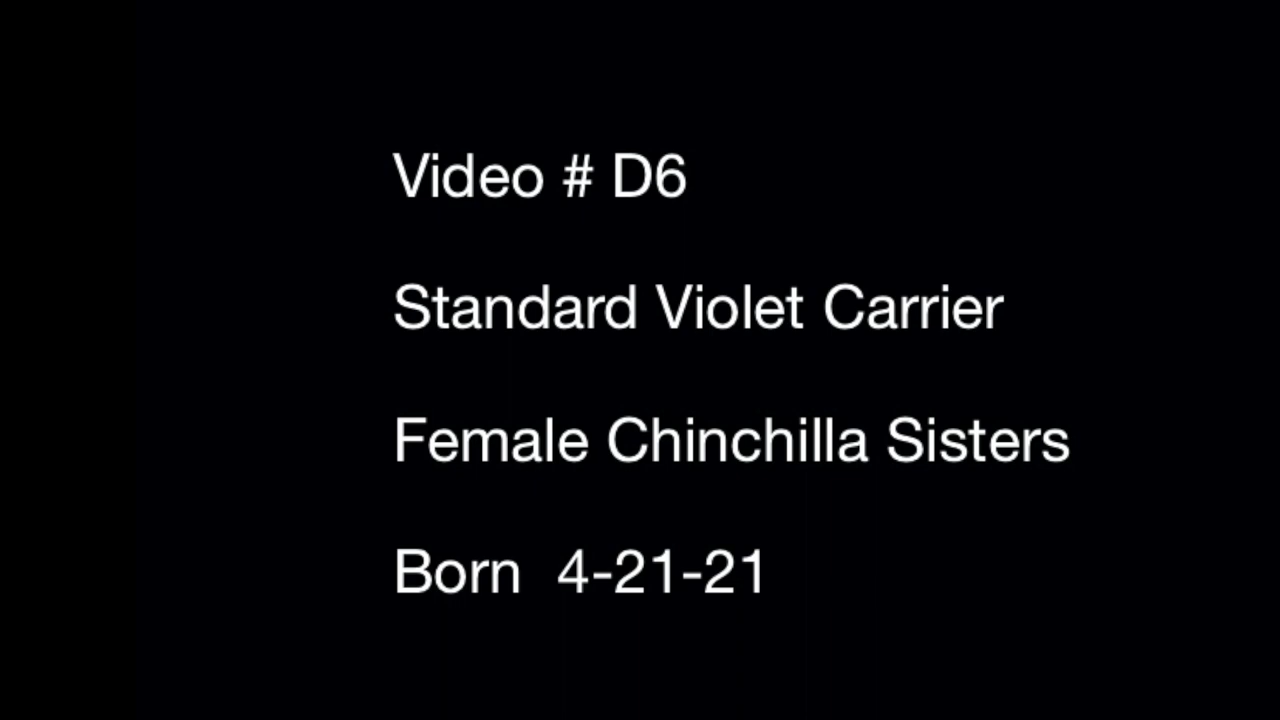 Video # D6
Standard Violet Carrier
Female Chinchilla Sisters
Born  4-21-21